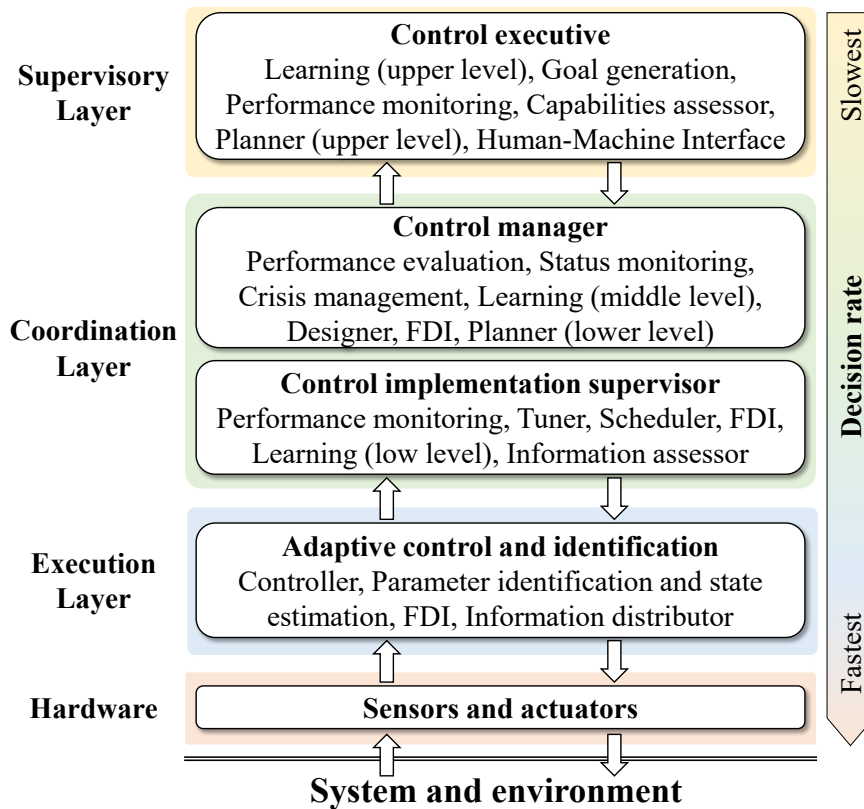 Supervisory
Layer
Control executive
Learning (upper level), Goal generation,
Performance monitoring, Capabilities assessor,
Planner (upper level), Human-Machine Interface
Slowest
Coordination
Layer
Control manager
Performance evaluation, Status monitoring,
Crisis management, Learning (middle level),
Designer, FDI, Planner (lower level)
Control implementation supervisor
Performance monitoring, Tuner, Scheduler, FDI,
Learning (low level), Information assessor
Decision rate
Execution
Layer
Adaptive control and identification
Controller, Parameter identification and state
estimation, FDI, Information distributor
Fastest
Hardware
Sensors and actuators
System and environment